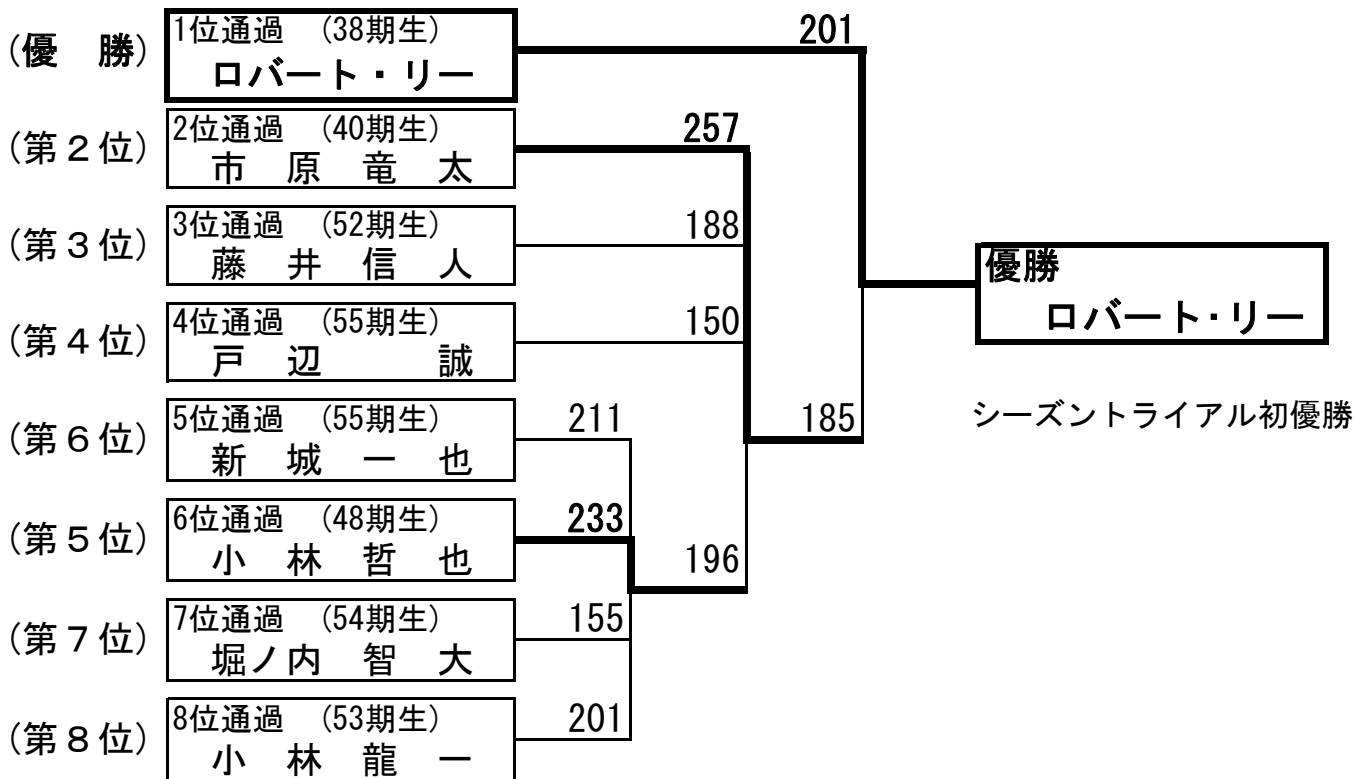 (優　勝)
1位通過　(38期生)
ロバート・リー
201
(第２位)
2位通過　(40期生)
市　原　竜　太
257
(第３位)
3位通過　(52期生)
藤　井　信　人
188
優勝
ロバート・リー
(第４位)
4位通過　(55期生)
戸　辺　　　誠
150
(第６位)
5位通過　(55期生)
新　城　一　也
211
185
シーズントライアル初優勝
(第５位)
6位通過　(48期生)
小　林　哲　也
233
196
(第７位)
7位通過　(54期生)
堀ノ内　智　大
155
(第８位)
8位通過　(53期生)
小　林　龍　一
201